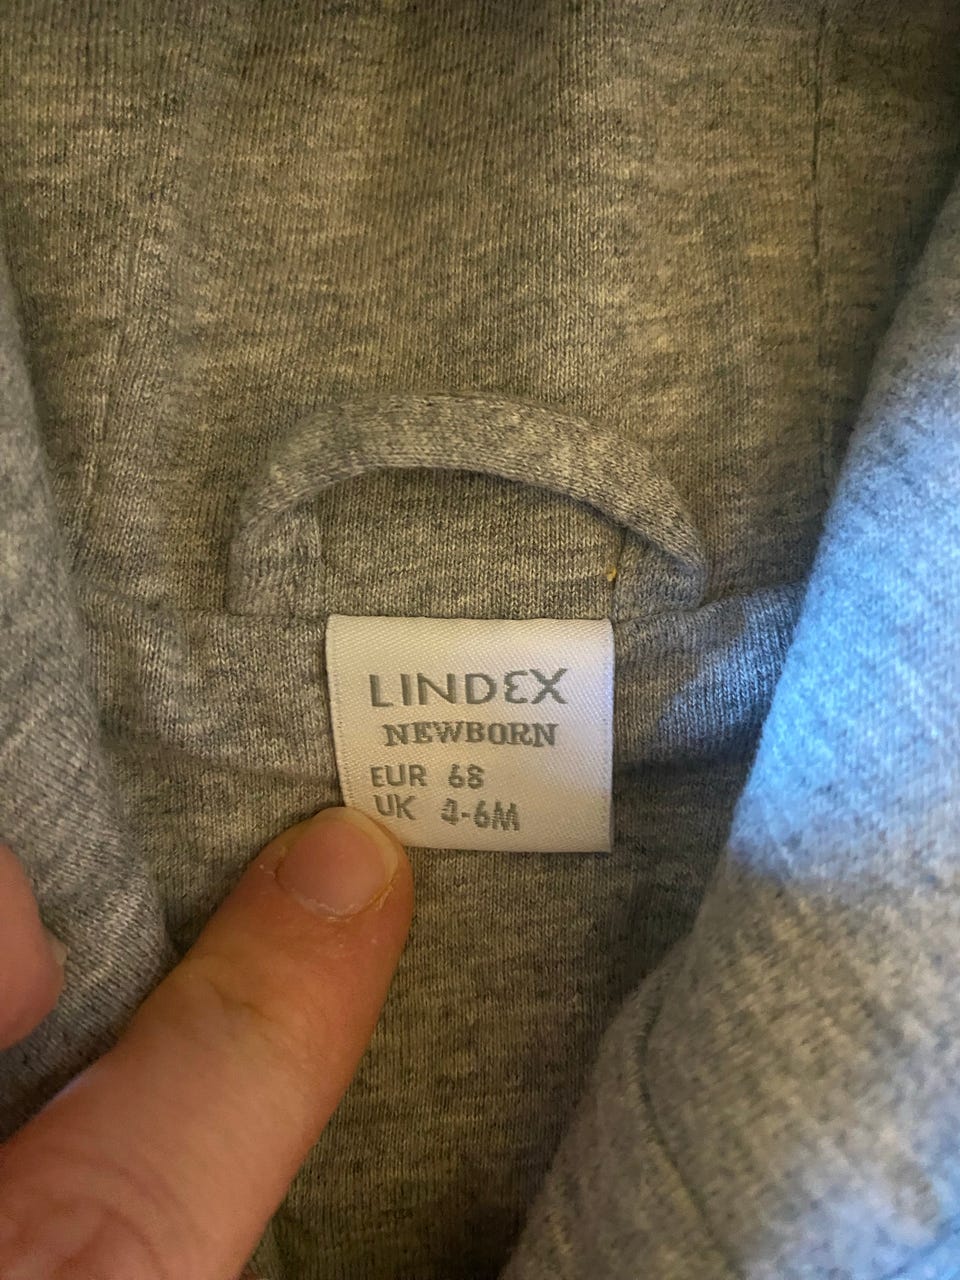 LINDEX
NEWBORN
EUR 68
UK 4-6M